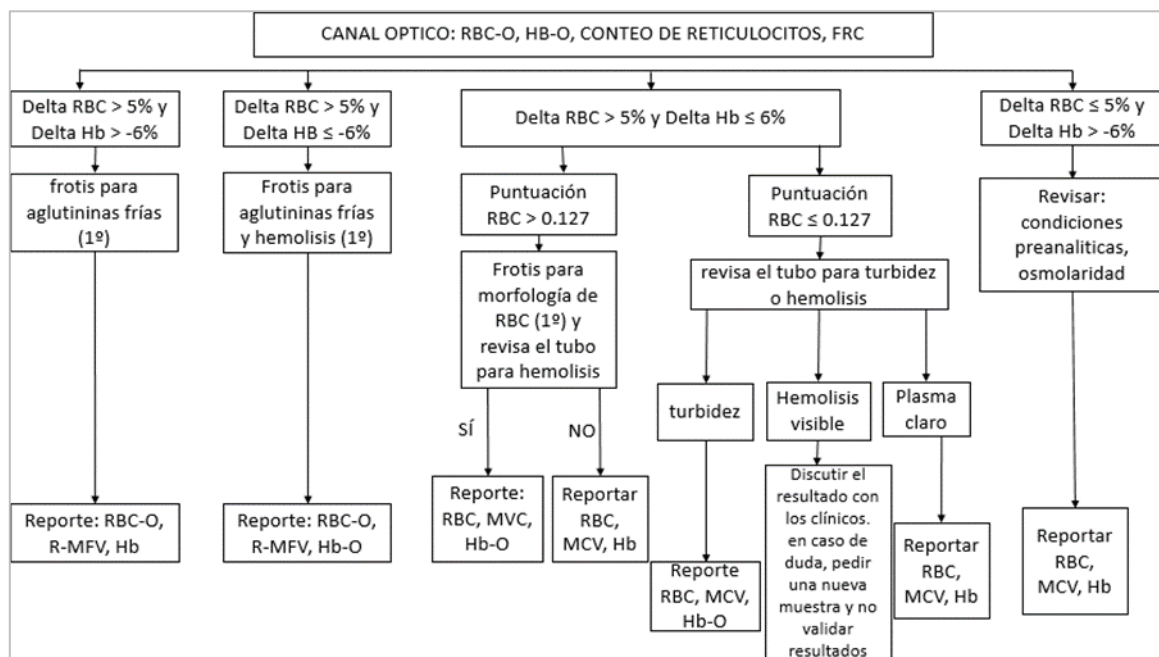 CANAL OPTICO: RBC-O, HB-O, CONTEO DE RETICULOCITOS, FRC
Delta RBC > 5% y
Delta Hb > -6%
frotis para
aglutininas frías
(1º)
Reporte: RBC-O,
R-MFV, Hb
Delta RBC > 5% y
Delta HB ≤ -6%
Frotis para
aglutininas frías
y hemolisis (1º)
Reporte: RBC-O,
R-MFV, Hb-O
Delta RBC > 5% y Delta Hb ≤ 6%
Puntuación
RBC > 0.127
Frotis para
morfología de
RBC (1º) y
revisa el tubo
para hemolisis
SÍ
Reporte:
RBC, MVC,
Hb-O
NO
Reportar
RBC,
MCV, Hb
Puntuación
RBC ≤ 0.127
revisa el tubo para turbidez
o hemolisis
turbidez
Reporte
RBC, MCV,
Hb-O
Hemolisis
visible
Discutir el
resultado con
los clínicos.
en caso de
duda, pedir
una nueva
muestra y no
validar
resultados
Plasma
claro
Reportar
RBC,
MCV, Hb
Delta RBC ≤ 5% y
Delta Hb > -6%
Revisar:
condiciones
preanaliticas,
osmolaridad
Reportar
RBC,
MCV, Hb